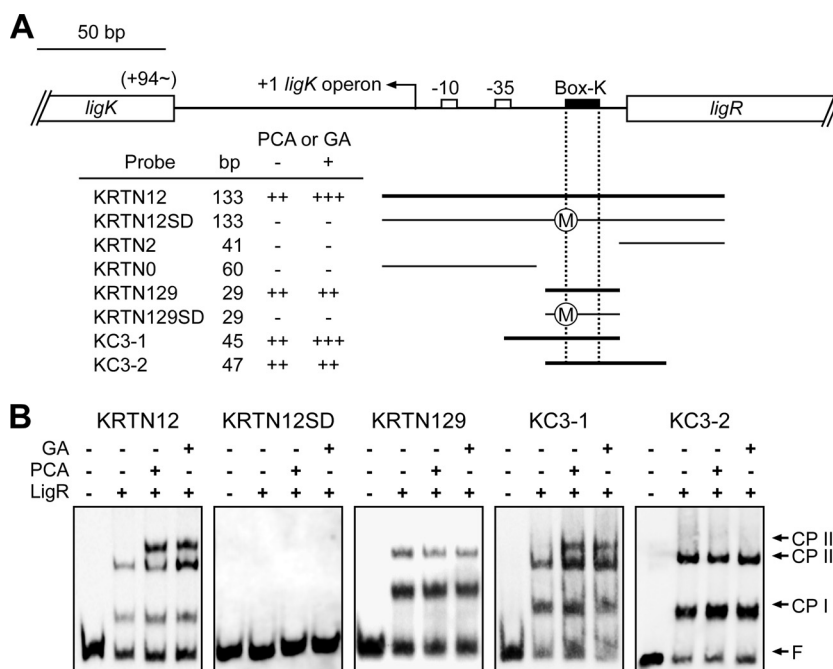 A
50 bp
(+94~)
+1 ligK operon
-10
-35
Box-K
ligK
ligR
PCA or GA
Probe bp - +
KRTN12 133 ++ +++
KRTN12SD 133 - -
M
KRTN2 41 - -
KRTN0 60 - -
KRTN129 29 ++ ++
KRTN129SD 29 - -
M
KC3-1 45 ++ +++
KC3-2 47 ++ ++
B
KRTN12 KRTN12SD KRTN129 KC3-1 KC3-2
GA - - - + - - - + - - - + - - - + - - - +
PCA - - + - - - + - - - + - - - + - - - + -
LigR - + + + - + + + - + + + - + + + - + + +
CP II
CP II
CP I
F